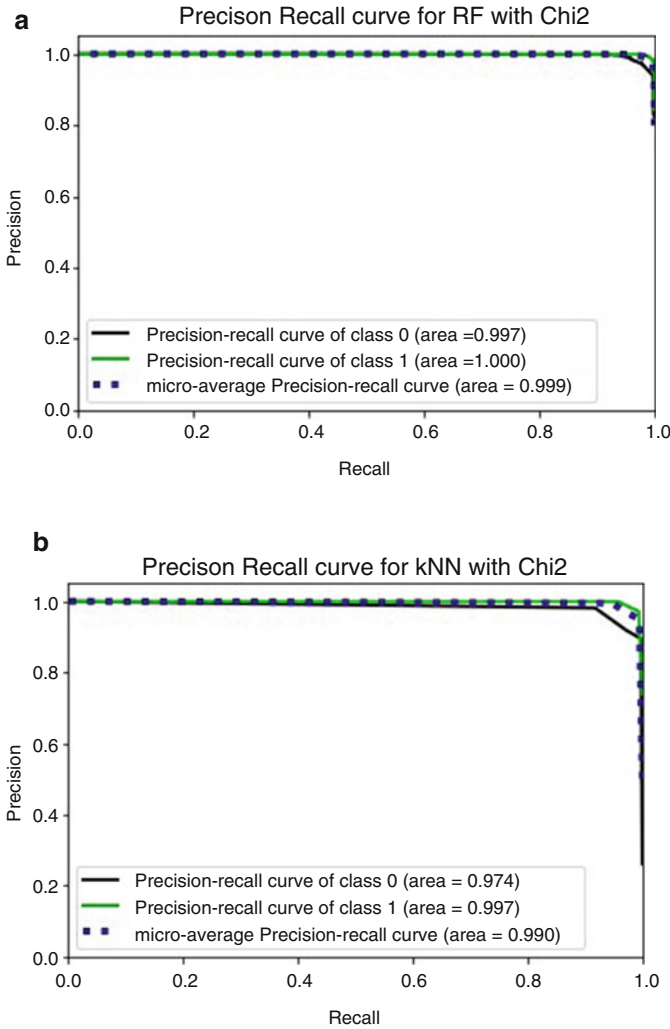 a
Precison Recall curve for RF with Chi2
1.0
0.8
0.6
0.4
0.2
0.0
Precision
Precision-recall curve of class 0 (area =0.997)
Precision-recall curve of class 1 (area =1.000)
micro-average Precision-recall curve (area = 0.999)
0.0 0.2 0.4 0.6 0.8 1.0
Recall
b
Precison Recall curve for kNN with Chi2
1.0
0.8
0.6
0.4
0.2
0.0
Precision
Precision-recall curve of class 0 (area = 0.974)
Precision-recall curve of class 1 (area = 0.997)
micro-average Precision-recall curve (area = 0.990)
0.0 0.2 0.4 0.6 0.8 1.0
Recall